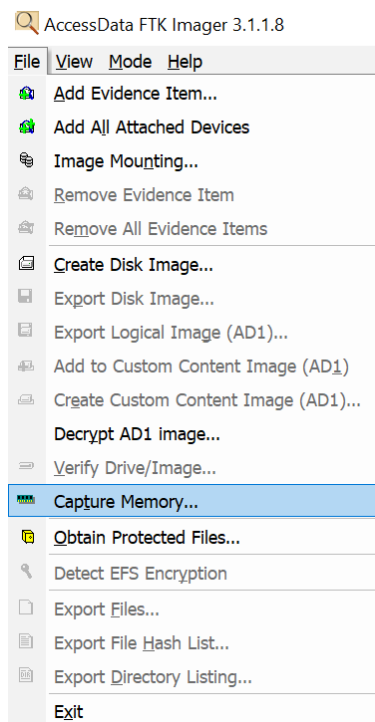 AccessData FTK Imager 3.1.1.8
File View Mode Help
Add Evidence Item...
Add All Attached Devices
Image Mounting...
Remove Evidence Item
Remove All Evidence Items
Create Disk Image...
Export Disk Image...
Export Logical Image (AD1)...
Add to Custom Content Image (AD1)
Create Custom Content Image (AD1)...
Decrypt AD1 image...
Verify Drive/Image...
Capture Memory...
Obtain Protected Files...
Detect EFS Encryption
Export Files...
Export File Hash List...
Export Directory Listing...
Exit